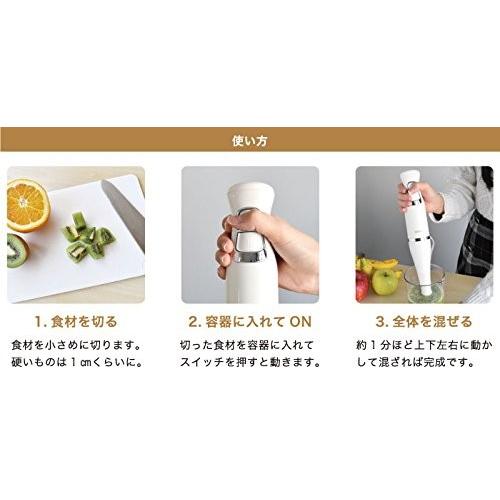 使い方
1. 食材を切る
食材を小さめに切ります。
硬いものは1㎝くらいに。
2. 容器に入れて ON
切った食材を容器に入れて
スイッチを押すと動きます。
3. 全体を混ぜる
約1分ほど上下左右に動か
して混ざれば完成です。